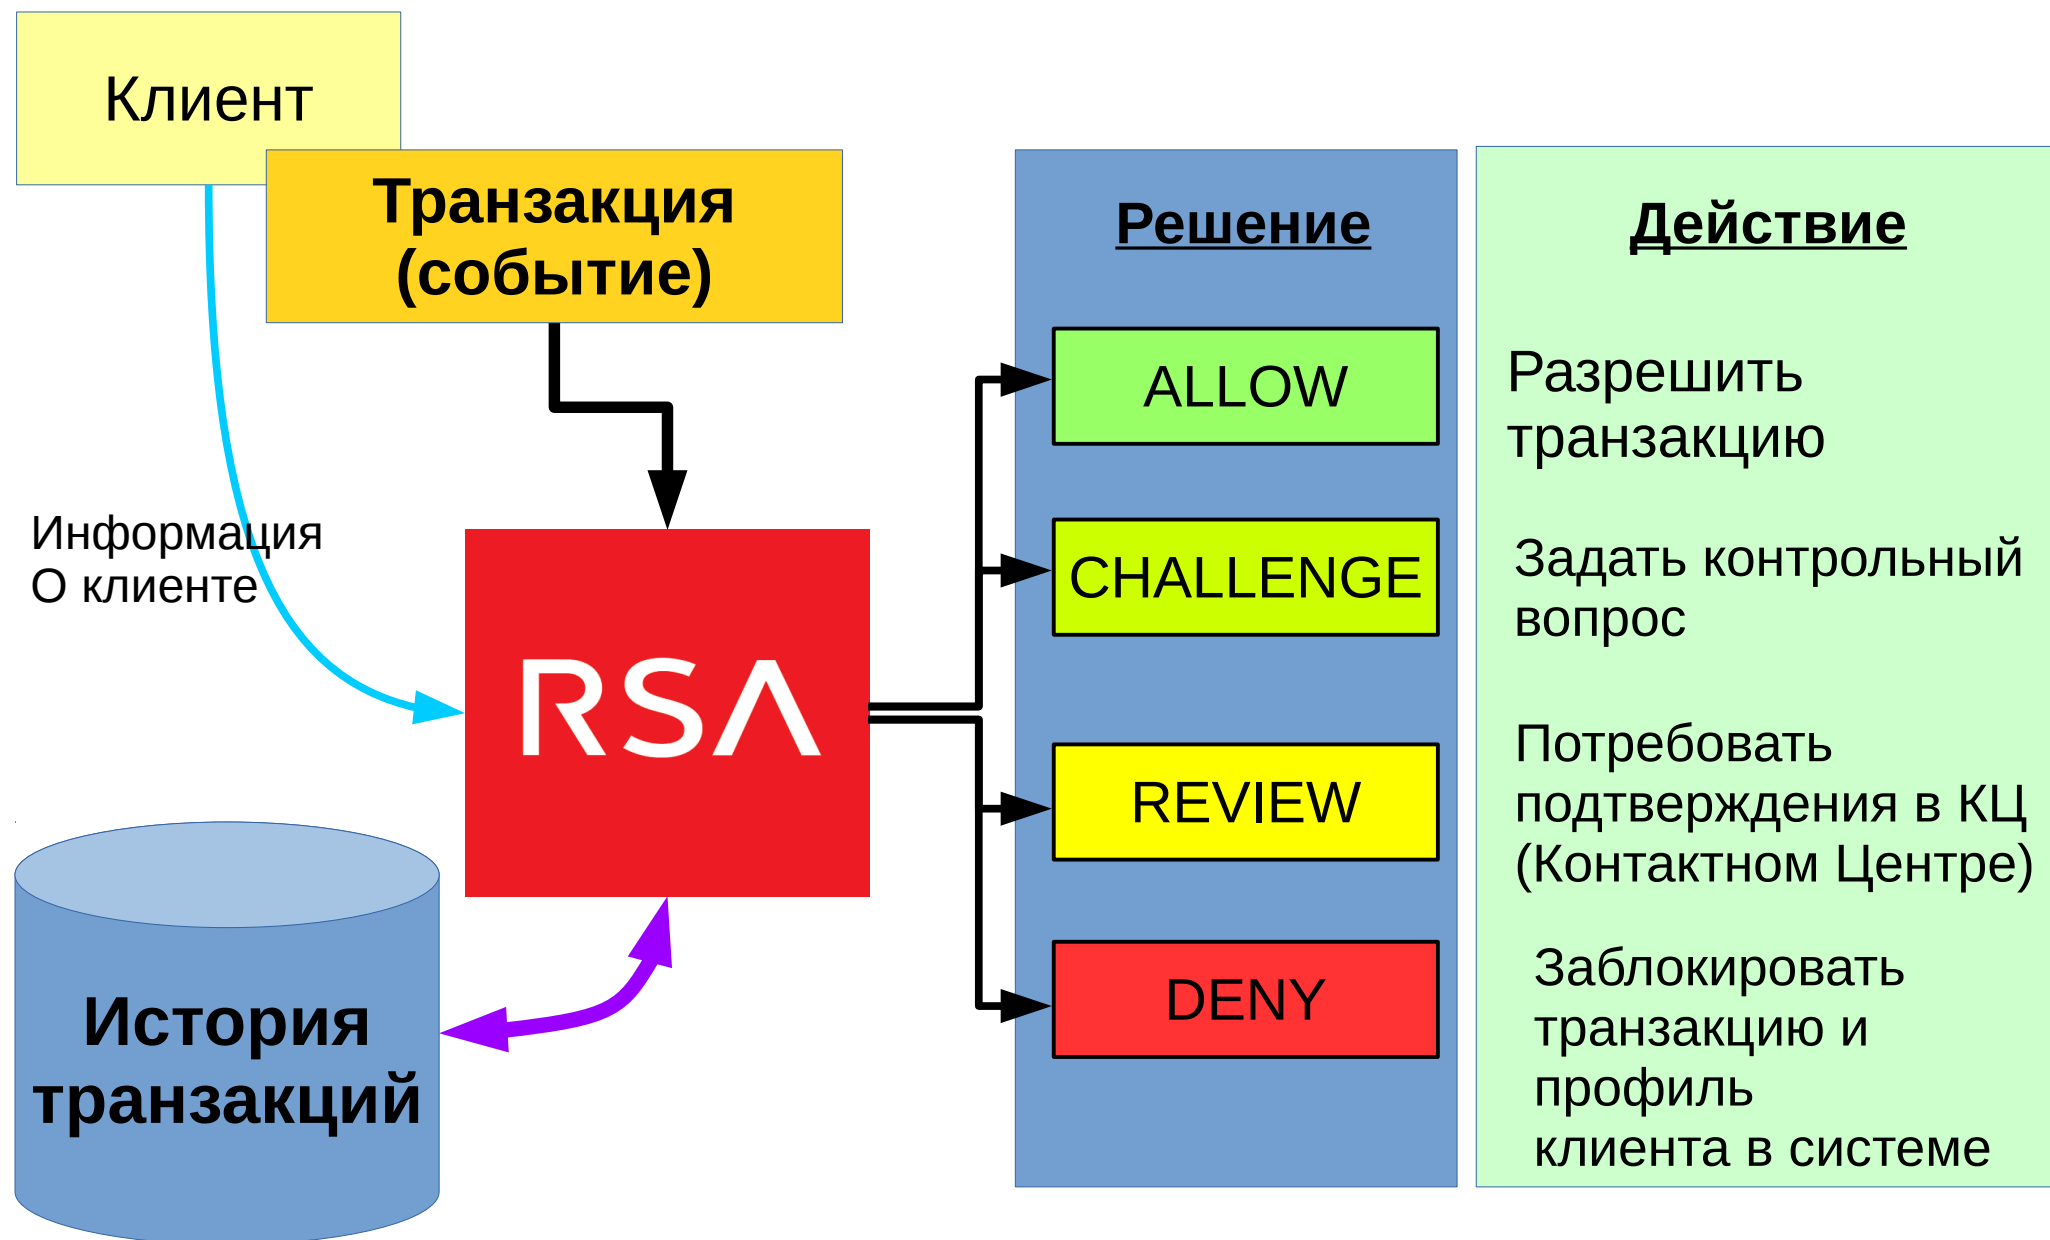 Клиент
Транзакция
(событие)
Информация
О клиенте
RSA
История
транзакций
Решение
ALLOW
CHALLENGE
REVIEW
DENY
Действие
Разрешить
транзакцию
Задать контрольный
вопрос
Потребовать
подтверждения в КЦ
(Контактном Центре)
Заблокировать
транзакцию и
профиль
клиента в системе